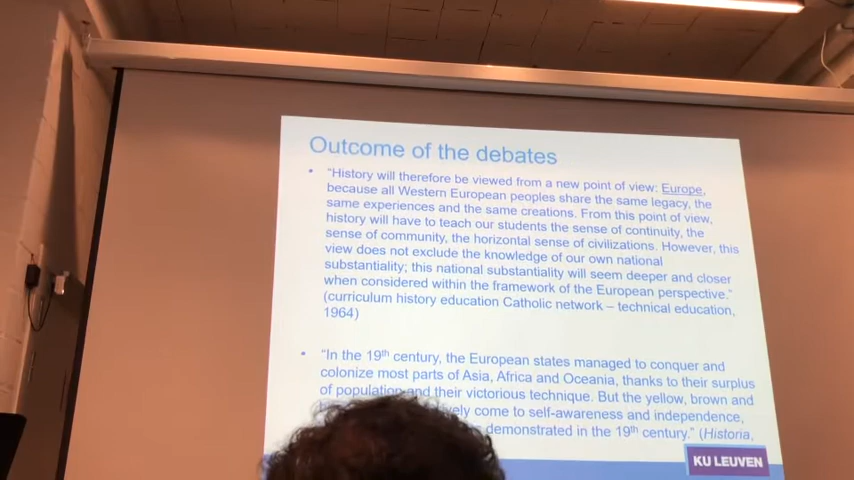 Outcome of the debates
• “History will therefore be viewed from a new point of view: Europe,
because all Western European peoples share the same legacy, the
same experiences and the same creations. From this point of view,
history will have to teach our students the sense of continuity, the
sense of community, the horizontal sense of civilizations. However, this
view does not exclude the knowledge of our own national
substantiality; this national substantiality will seem deeper and closer
when considered within the framework of the European perspective.”
(curriculum history education Catholic network – technical education,
1964)
• “In the 19th century, the European states managed to conquer and
colonize most parts of Asia, Africa and Oceania, thanks to their surplus
of population and their victorious technique. But the yellow, brown and
come to self-awareness and independence,
demonstrated in the 19th century.” (Historia,
KU LEUVEN